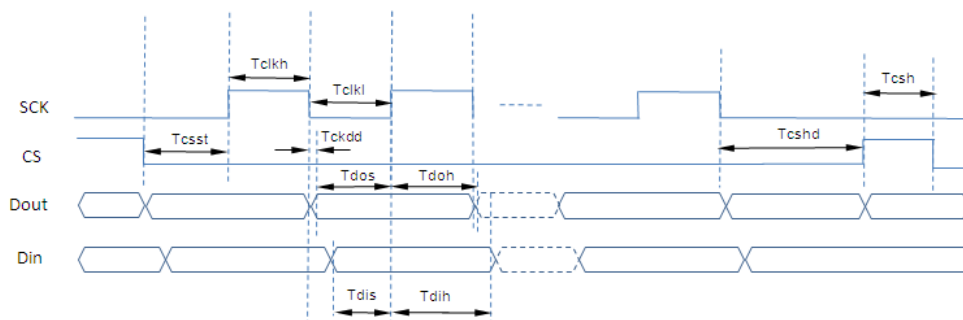 Tclkh
Tclkl
Tcsh
SCK
Tcsst
Tckdd
Tcshd
CS
Tdos
Tdoh
Dout
Din
Tdis
Tdih